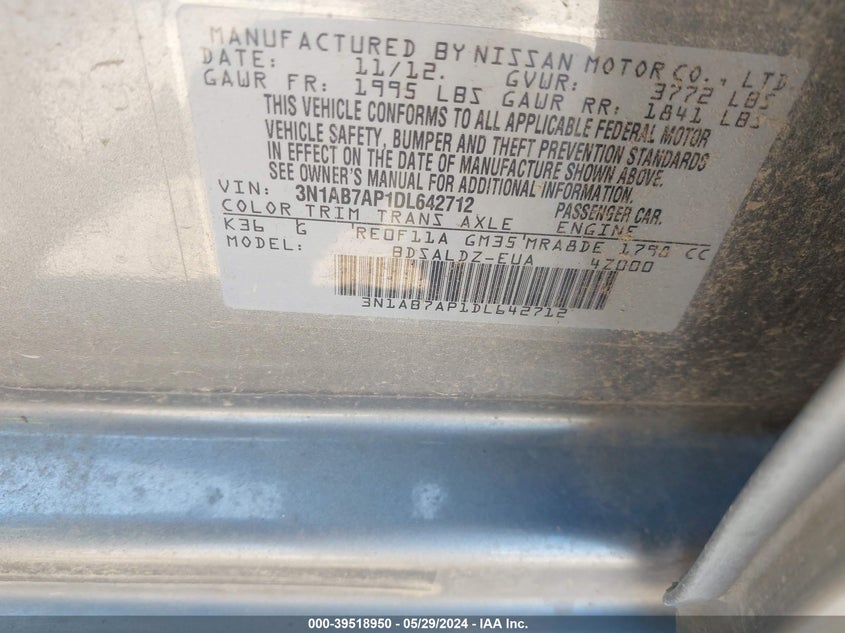 MANUFACTURED BY NISSAN MOTOR CO., LTD
DATE: 11/12. GVWR: 3772 LBS
GAWR FR: 1995 LBS GAWR RR: 1841 LBS
THIS VEHICLE CONFORMS TO ALL APPLICABLE FEDERAL MOTOR
VEHICLE SAFETY, BUMPER AND THEFT PREVENTION STANDARDS
IN EFFECT ON THE DATE OF MANUFACTURE SHOWN ABOVE.
SEE OWNER'S MANUAL FOR ADDITIONAL INFORMATION.
VIN: 3N1AB7AP1DL642712 PASSENGER CAR.
COLOR TRIM TRANS AXLE ENGINE
K36 G RE0F11A GM35 MRA8DE 1798 CC
MODEL: BDSALDZ-EUA 4Z000
3N1AB7AP1DL642712
000-39518950 - 05/29/2024 - IAA Inc.